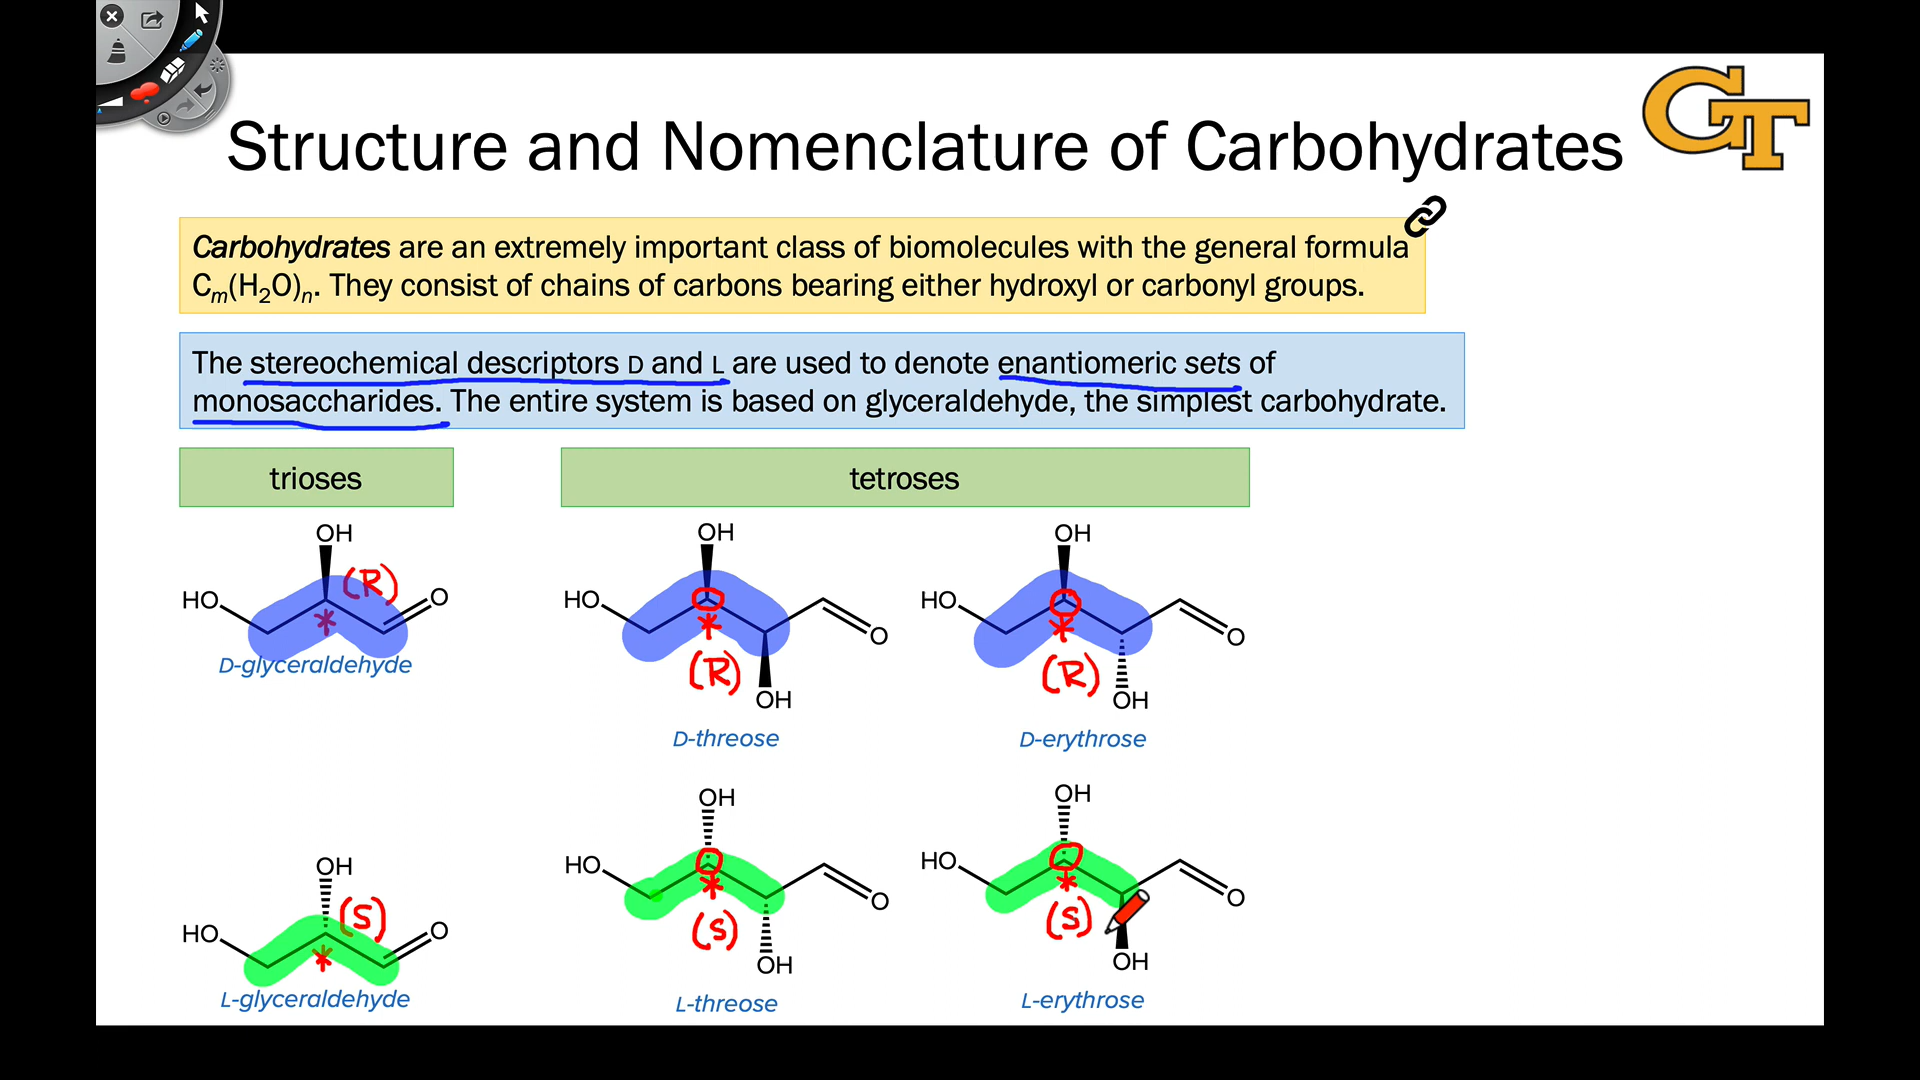 GT
Structure and Nomenclature of Carbohydrates
Carbohydrates are an extremely important class of biomolecules with the general formula
Cm(H2O)n. They consist of chains of carbons bearing either hydroxyl or carbonyl groups.
The stereochemical descriptors D and L are used to denote enantiomeric sets of
monosaccharides. The entire system is based on glyceraldehyde, the simplest carbohydrate.
trioses
tetroses
OH
HO
(R)
O
*
D-glyceraldehyde
OH
HO
O
*
(R)
OH
D-threose
OH
HO
O
*
(R)
OH
D-erythrose
OH
HO
(S)
O
*
L-glyceraldehyde
OH
HO
O
*
(S)
OH
L-threose
OH
HO
O
*
(S)
OH
L-erythrose